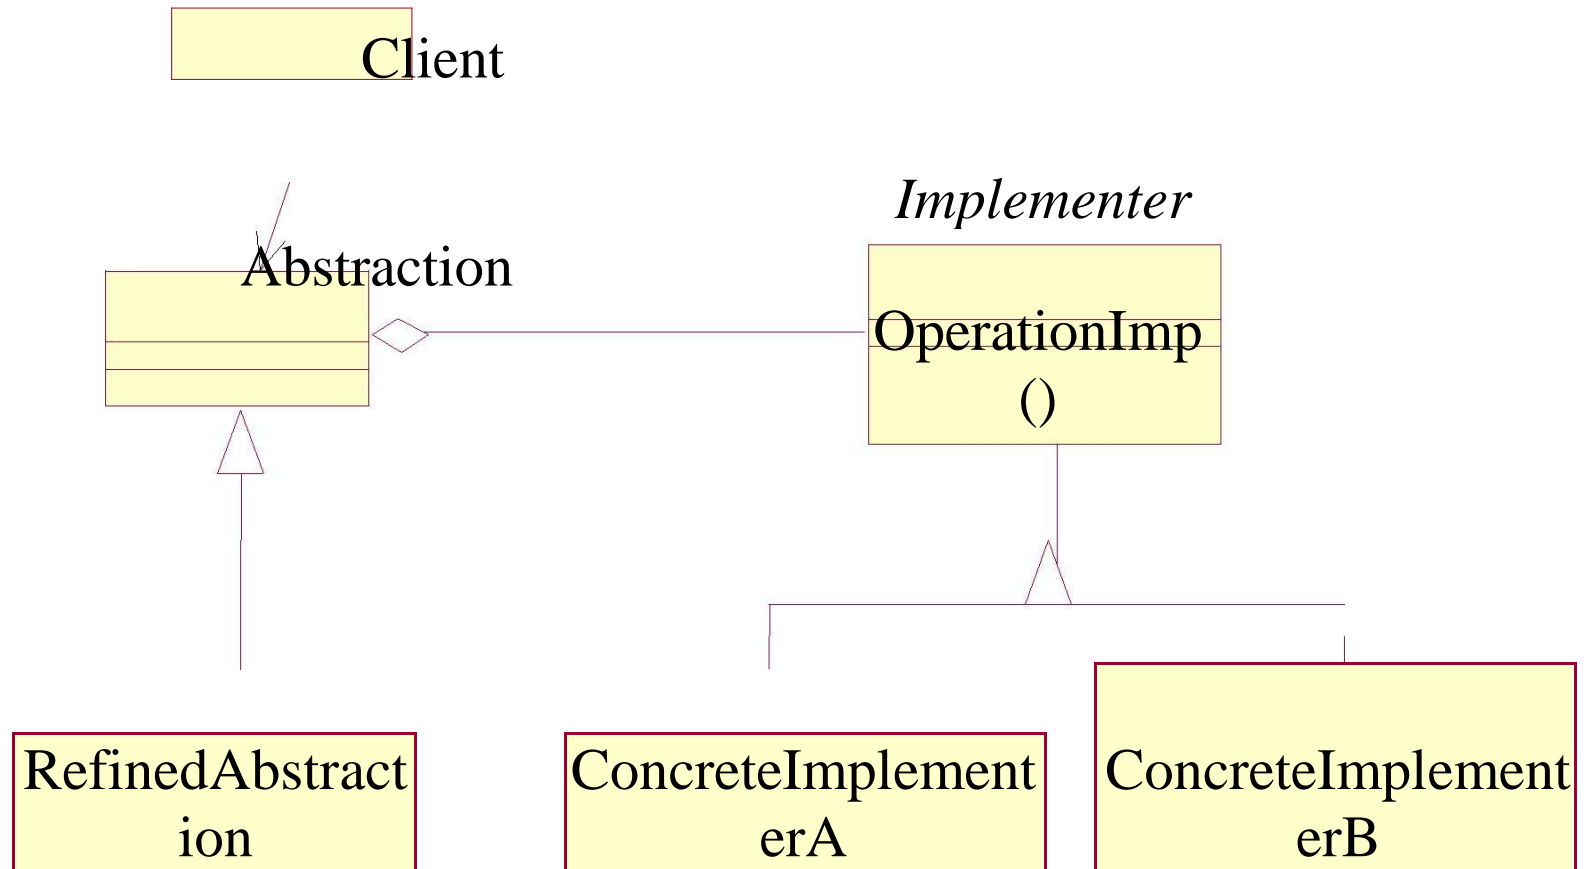 Client
Implementer
Abstraction
OperationImp
()
RefinedAbstract
ion
ConcreteImplement
erA
ConcreteImplement
erB